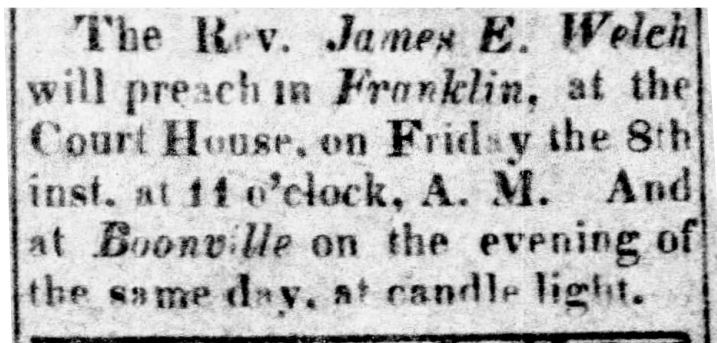 The Rev. James E. Welch
will preach in Franklin, at the
Court House, on Friday the 8th
inst. at 11 o'clock, A. M. And
at Boonville on the evening of
the same day, at candle light.